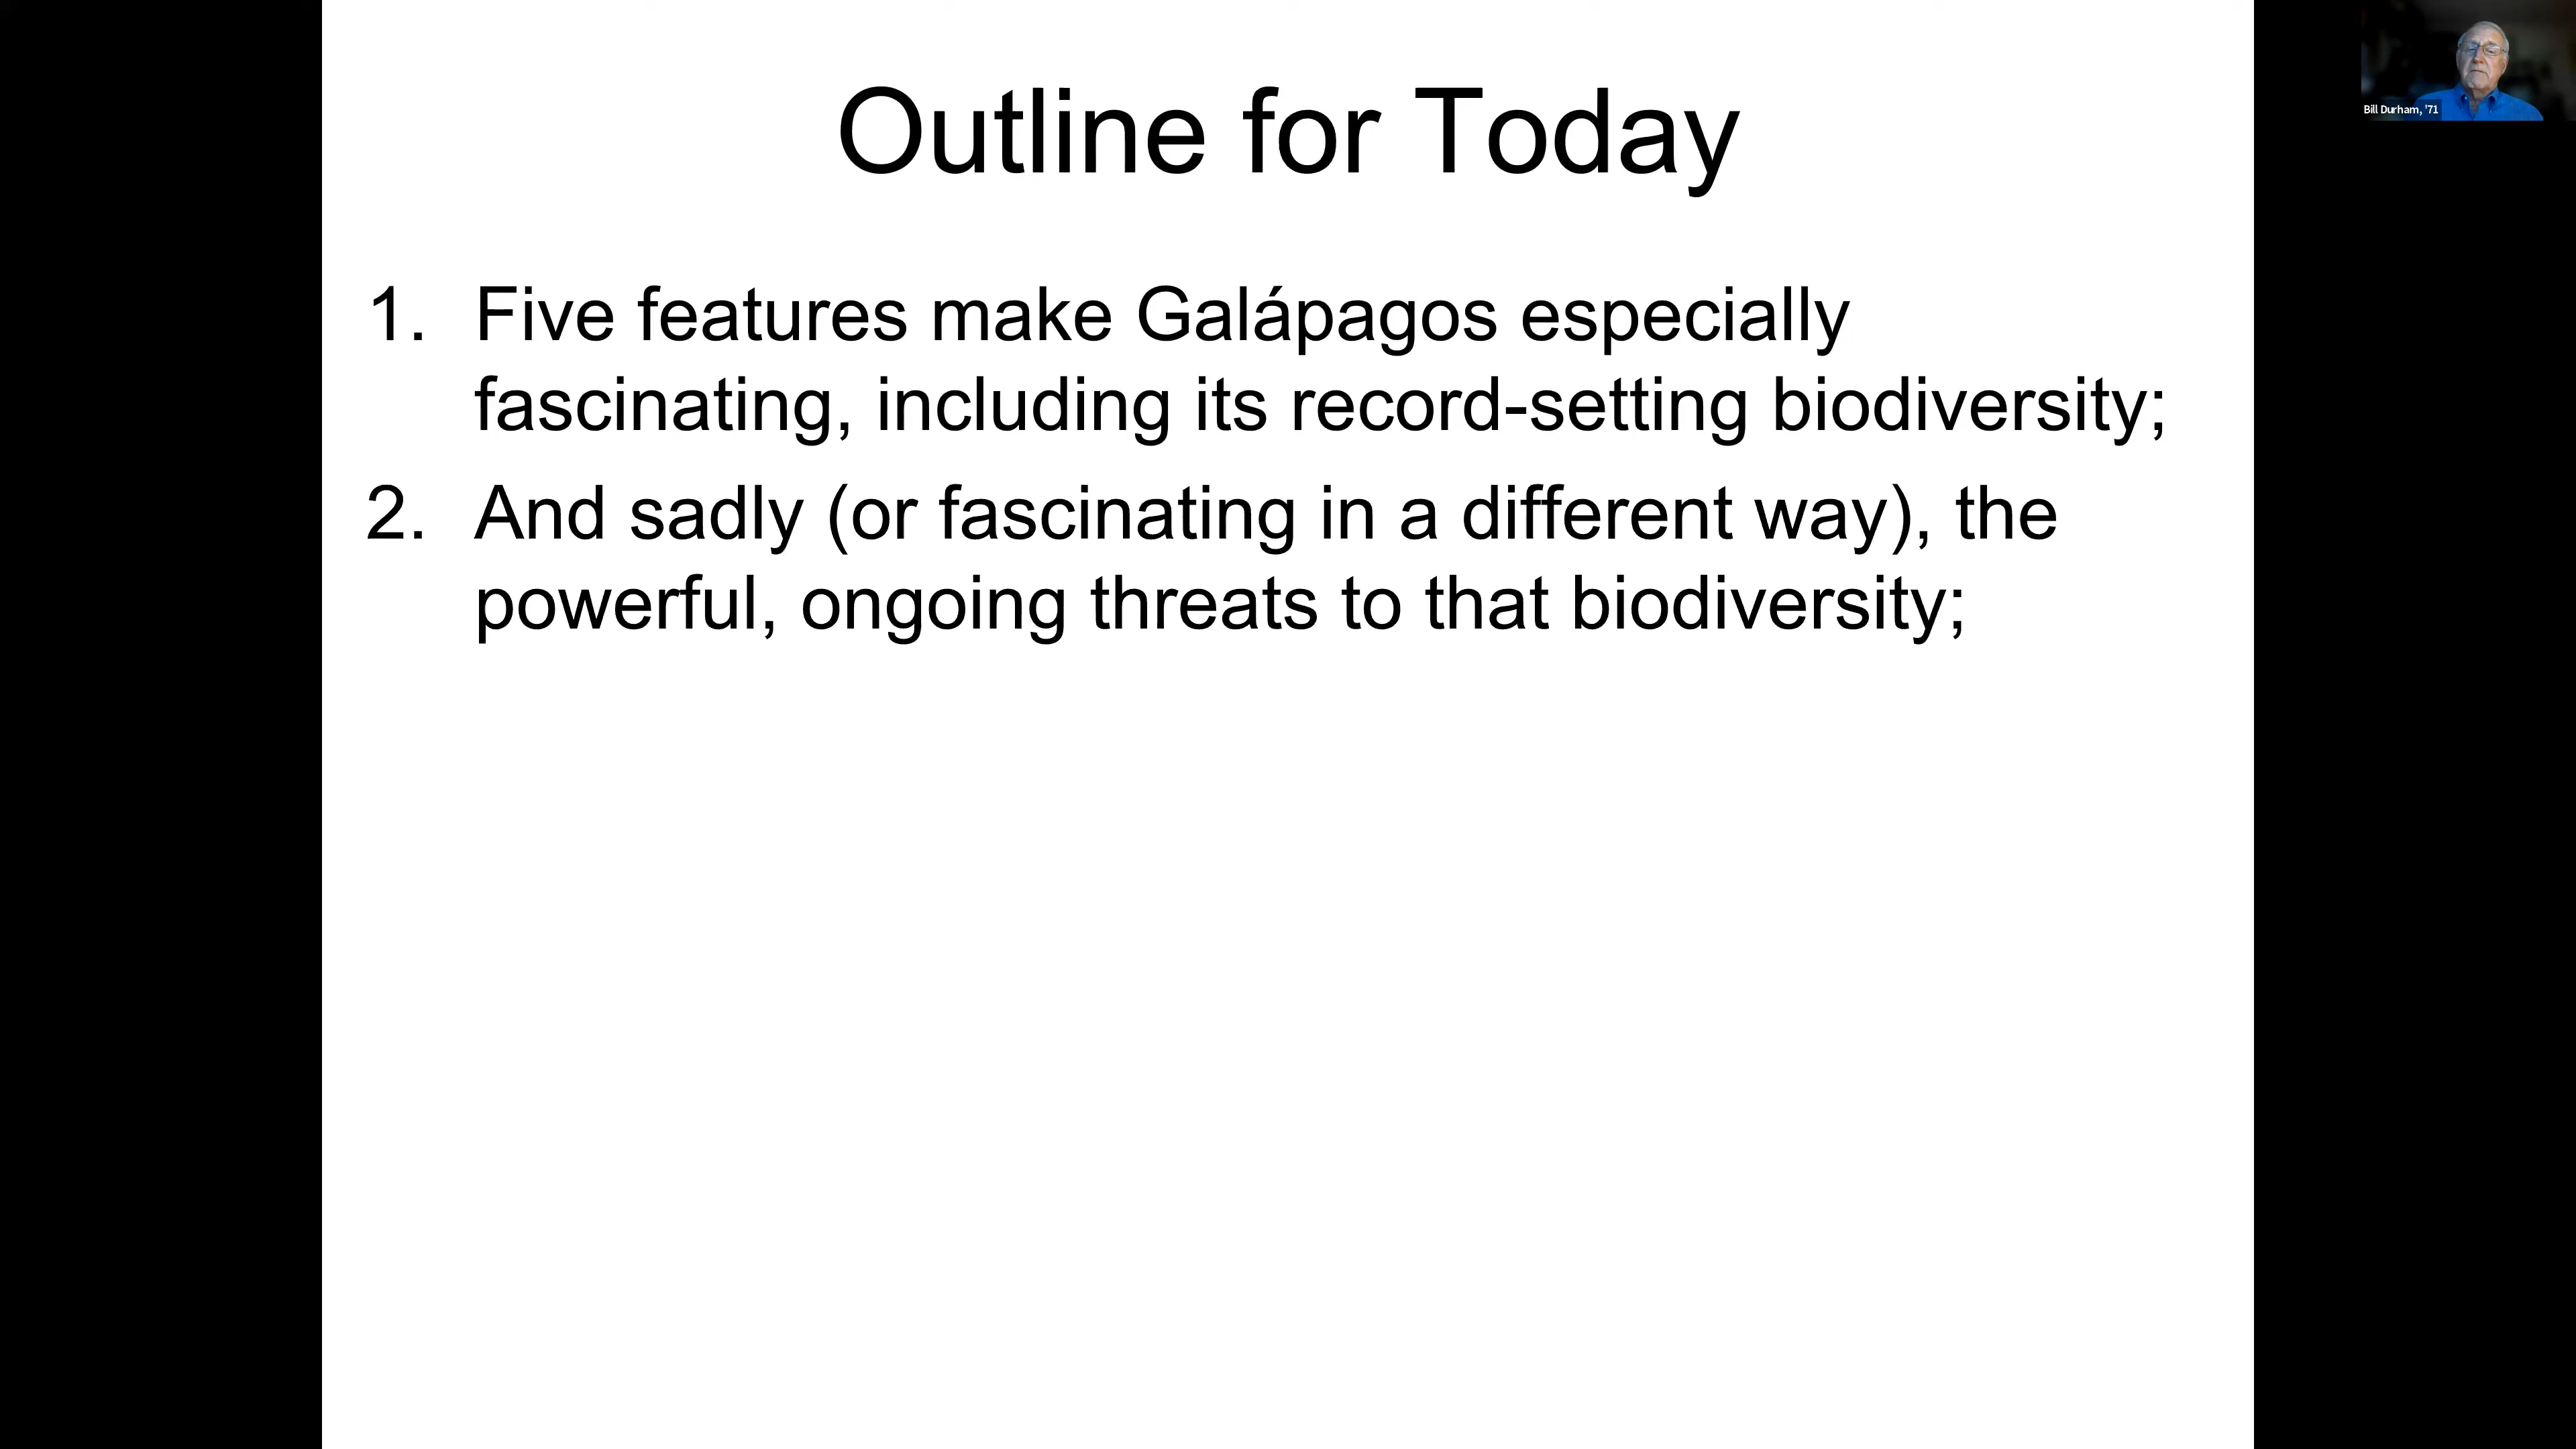 Outline for Today
1. Five features make Galápagos especially
fascinating, including its record-setting biodiversity;
2. And sadly (or fascinating in a different way), the
powerful, ongoing threats to that biodiversity;
Bill Durham, '71